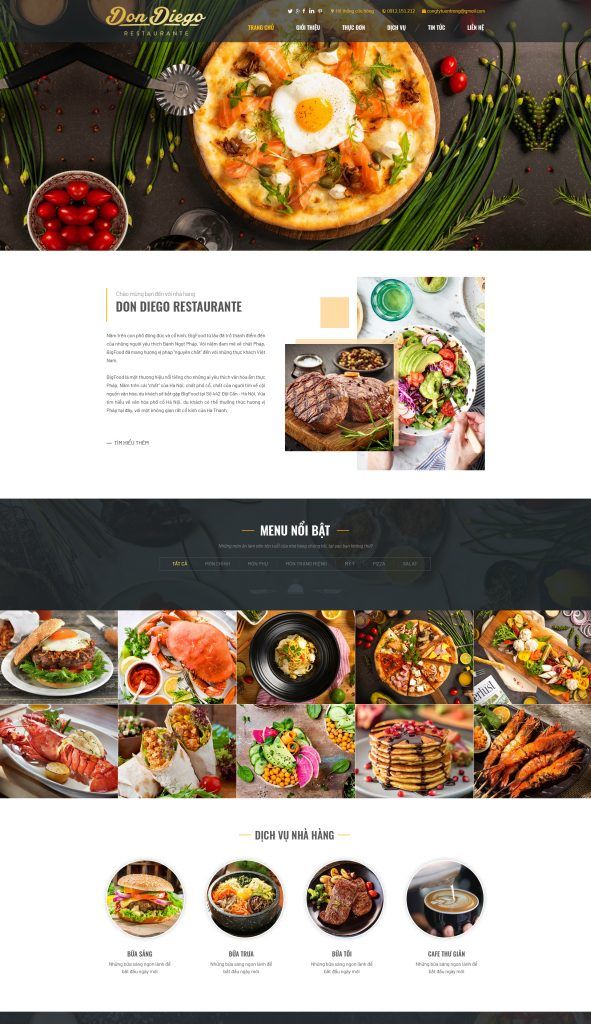 Don Diego
RESTAURANTE
Hệ thống cửa hàng 0912.151.212 congtytuantrang@gmail.com
TRANG CHỦ GIỚI THIỆU THỰC ĐƠN DỊCH VỤ TIN TỨC LIÊN HỆ
Chào mừng bạn đến với nhà hàng
DON DIEGO RESTAURANTE
Nằm trên con phố đông đúc và cổ kính, BigFood từ lâu đã trở thành điểm đến
của những người yêu thích Bánh Ngọt Pháp. Với niềm đam mê về chất Pháp,
BigFood đã mang hương vị pháp "nguyên chất" đến với những thực khách Việt
Nam.
BigFood là một thương hiệu nổi tiếng cho những ai yêu thích văn hóa ẩm thực
Pháp. Nằm trên các "chất" của Hà Nội, chất phố cổ, chất của người tìm về cội
nguồn văn hóa, du khách sẽ bắt gặp BigFood tại Số 442 Đội Cấn - Hà Nội. Vừa
tìm hiểu về văn hóa phố cổ Hà Nội, du khách có thể thưởng thức hương vị
Pháp tại đây, với một không gian rất cổ kính của Hà Thành.
TÌM HIỂU THÊM
MENU NỔI BẬT
Những món ăn làm nên tên tuổi của nhà hàng chúng tôi, tại sao bạn không thử?
TẤT CẢ MÓN CHÍNH MÓN PHỤ MÓN TRÁNG MIỆNG MỲ Ý PIZZA SALAT
DỊCH VỤ NHÀ HÀNG
BỮA SÁNG BỮA TRƯA BỮA TỐI CAFE THƯ GIÃN
Những bữa sáng ngon lành để Những bữa sáng ngon lành để Những bữa sáng ngon lành để Những bữa sáng ngon lành để
bắt đầu ngày mới bắt đầu ngày mới bắt đầu ngày mới bắt đầu ngày mới